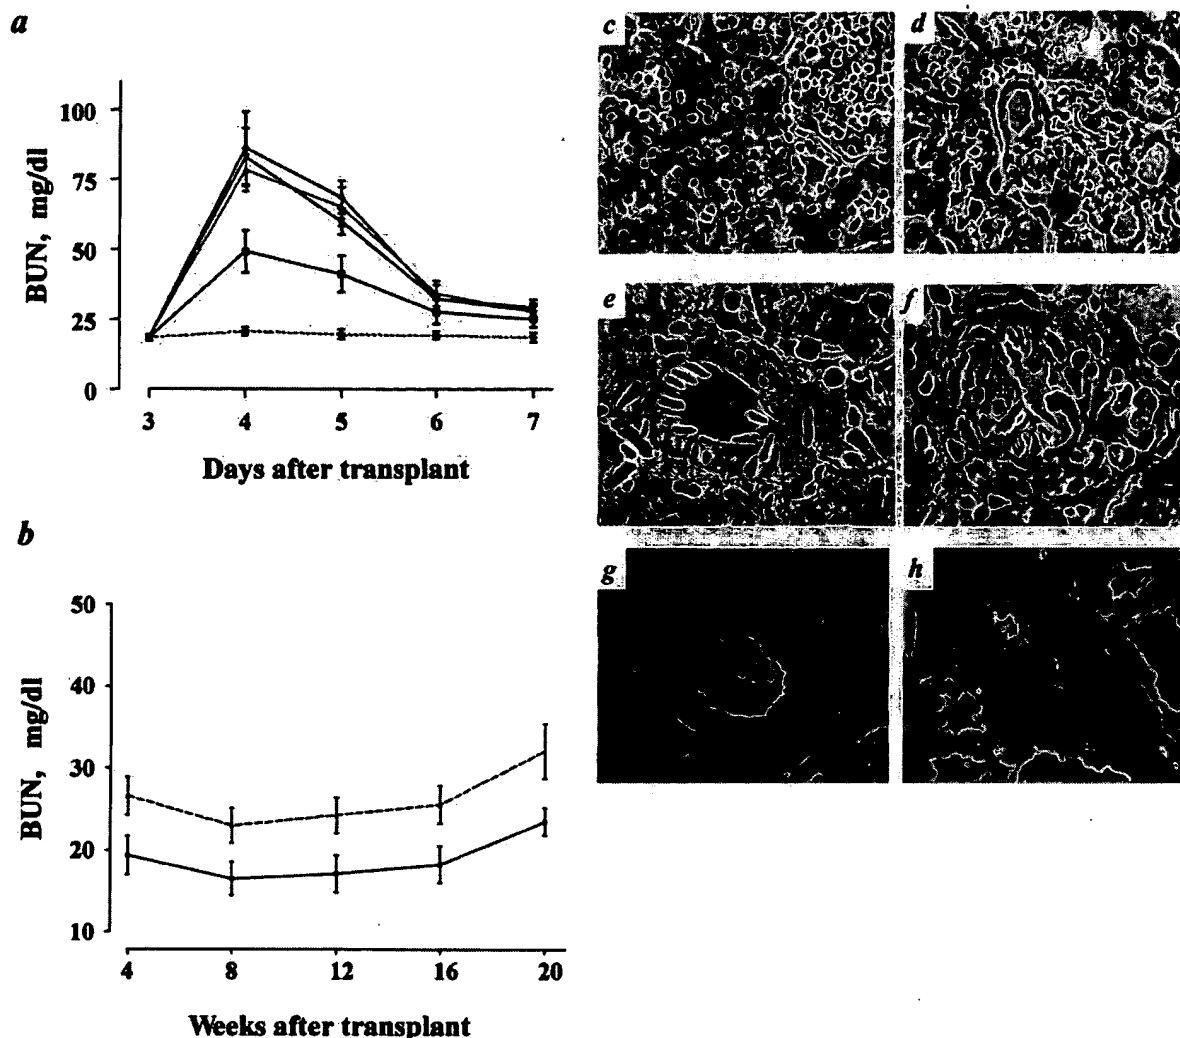 a
100
75
50
25
0
BUN, mg/dl
3 4 5 6 7
Days after transplant
b
50
40
30
20
10
BUN, mg/dl
4 8 12 16 20
Weeks after transplant
c
d
e
f
g
h